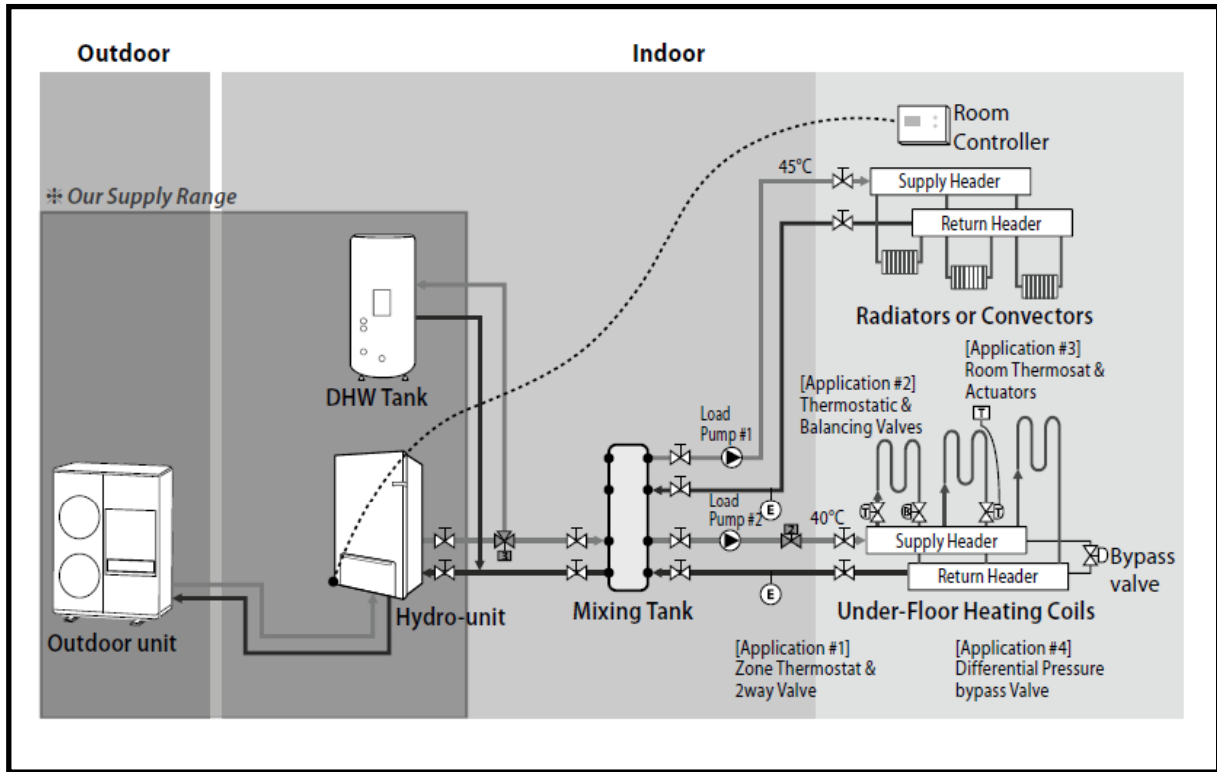 Outdoor
Indoor
Room
Controller
45°C
Supply Header
Return Header
※ Our Supply Range
Radiators or Convectors
DHW Tank
[Application #3]
Room Thermosat &
Actuators
[Application #2]
Thermostatic &
Balancing Valves
T
Load
Pump #1
E
Load
Pump #2
2
40°C
T
B
T
Supply Header
Return Header
Bypass
valve
3
E
Outdoor unit
Hydro-unit
Mixing Tank
Under-Floor Heating Coils
[Application #1]
Zone Thermostat &
2way Valve
[Application #4]
Differential Pressure
bypass Valve